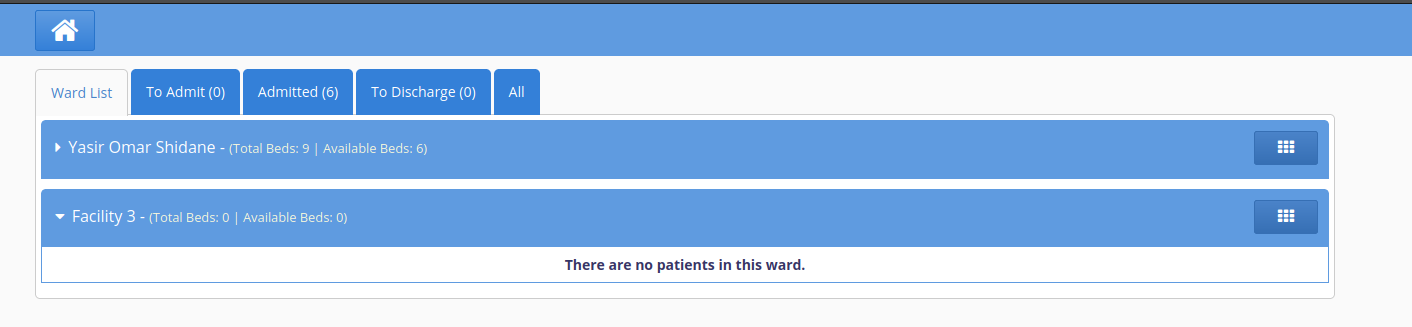 Ward List To Admit (0) Admitted (6) To Discharge (0) All
Yasir Omar Shidane - (Total Beds: 9 | Available Beds: 6)
Facility 3 - (Total Beds: 0 | Available Beds: 0)
There are no patients in this ward.